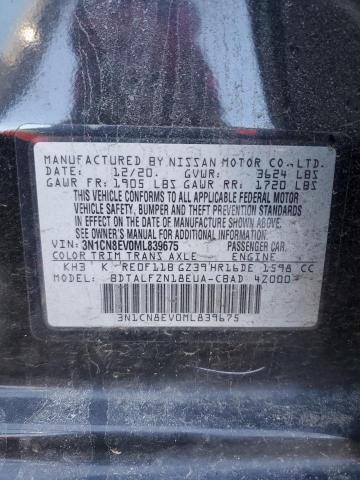 MANUFACTURED BY NISSAN MOTOR CO., LTD.
DATE: 12/20. GVWR: 3624 LBS
GAWR FR: 1905 LBS GAWR RR: 1720 LBS
THIS VEHICLE CONFORMS TO
ALL APPLICABLE FEDERAL MOTOR
VEHICLE SAFETY, BUMPER AND THEFT
PREVENTION STANDARDS IN EFFECT ON
THE DATE OF MANUFACTURE SHOWN ABOVE.
SEE OWNER'S MANUAL FOR ADDITIONAL
INFORMATION.
VIN: 3N1CN8EV0ML839675 PASSENGER CAR.
COLOR TRIM TRANS AXLE ENGINE
KH3 K RE0F11B GZ39 HR16DE 1598 CC
MODEL: BDTALFZN18EUA-CBAD 42000
3N1CN8EV0ML839675